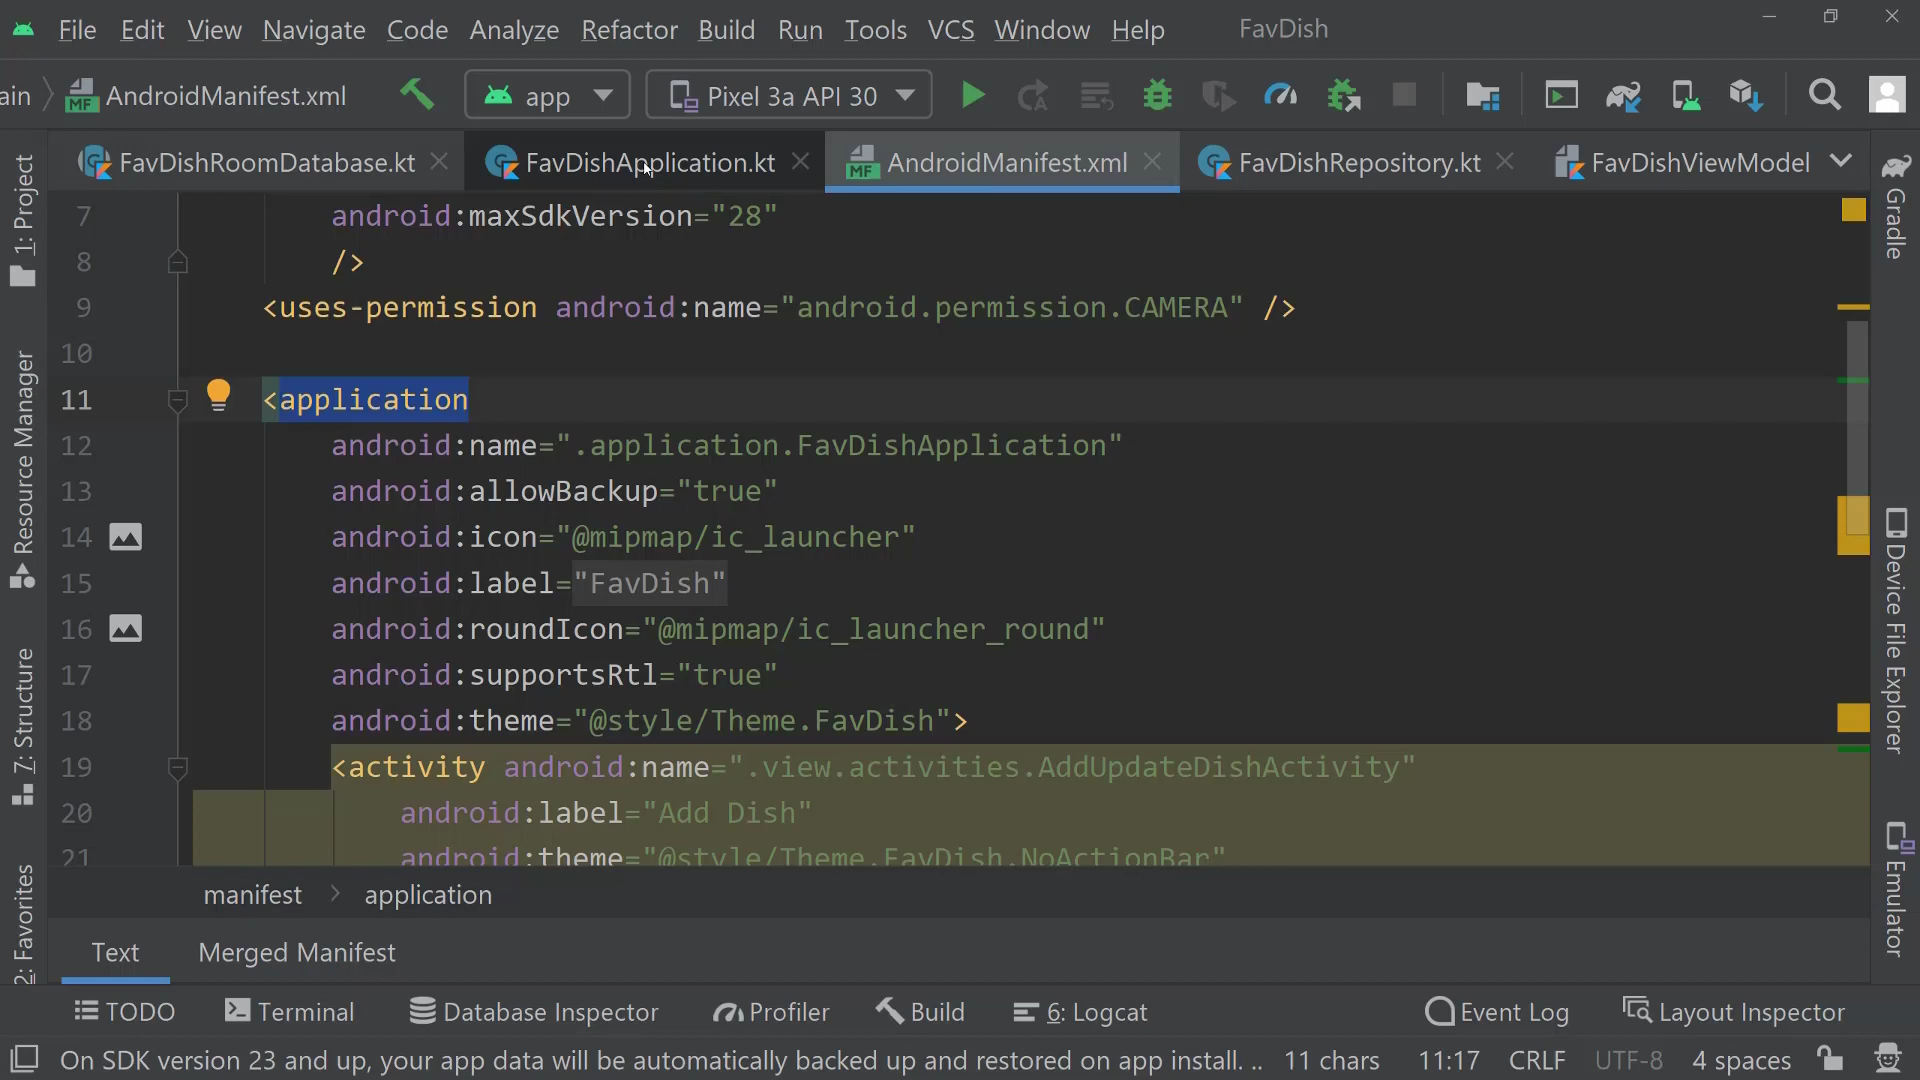 File Edit View Navigate Code Analyze Refactor Build Run Tools VCS Window Help FavDish
ain AndroidManifest.xml app Pixel 3a API 30
FavDishRoomDatabase.kt FavDishApplication.kt AndroidManifest.xml FavDishRepository.kt FavDishViewModel
1: Project
Resource Manager
7: Structure
2: Favorites
7 android:maxSdkVersion="28"
8 />
9 <uses-permission android:name="android.permission.CAMERA" />
10
11 <application
12 android:name=".application.FavDishApplication"
13 android:allowBackup="true"
14 android:icon="@mipmap/ic_launcher"
15 android:label="FavDish"
16 android:roundIcon="@mipmap/ic_launcher_round"
17 android:supportsRtl="true"
18 android:theme="@style/Theme.FavDish">
19 <activity android:name=".view.activities.AddUpdateDishActivity"
20 android:label="Add Dish"
21 android:theme="@style/Theme.FavDish.NoActionBar"
Gradle
Device File Explorer
Emulator
manifest application
Text Merged Manifest
TODO Terminal Database Inspector Profiler Build 6: Logcat Event Log Layout Inspector
On SDK version 23 and up, your app data will be automatically backed up and restored on app install. .. 11 chars 11:17 CRLF UTF-8 4 spaces